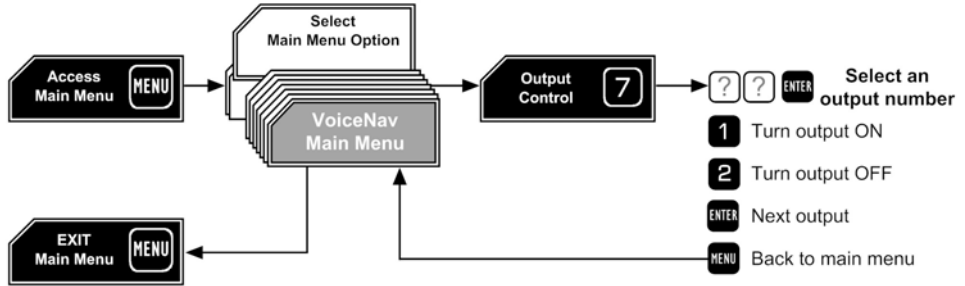 Select
Main Menu Option
Access
Main Menu
MENU
VoiceNav
Main Menu
Output
Control
7
? ? ENTER
Select an
output number
1 Turn output ON
2 Turn output OFF
ENTER Next output
MENU Back to main menu
EXIT
Main Menu
MENU